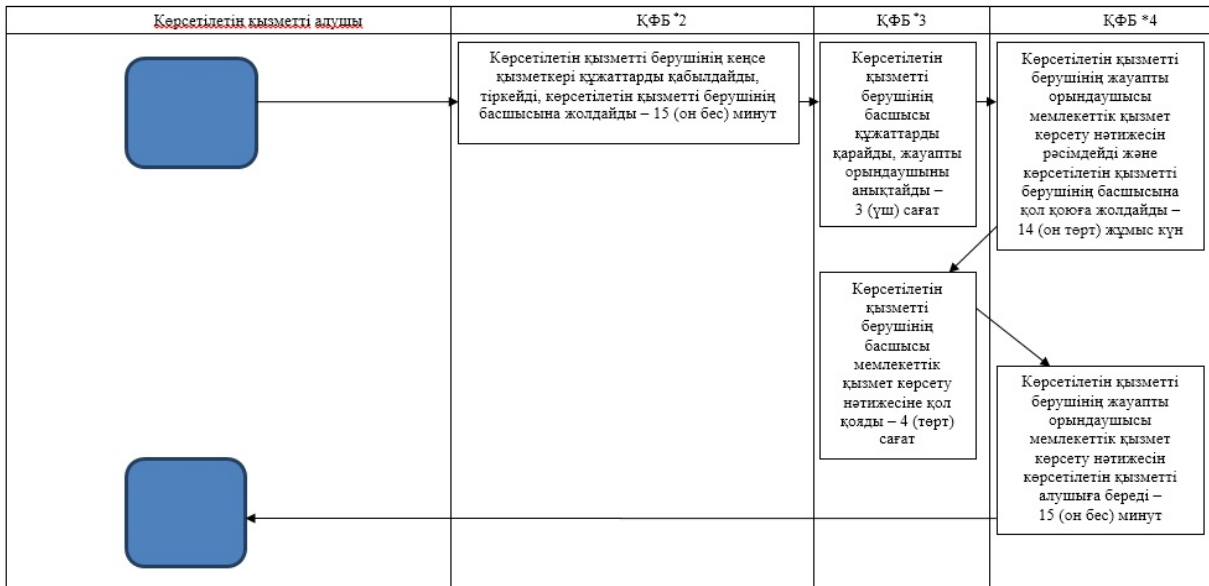 Көрсетілетін қызметті алушы
ҚФБ *2
ҚФБ *3
ҚФБ *4
Көрсетілетін қызметті берушінің кеңсе
қызметкері құжаттарды қабылдайды,
тіркейді, көрсетілетін қызметті берушінің
басшысына жолдайды – 15 (он бес) минут
Көрсетілетін
қызметті
берушінің
басшысы
құжаттарды
қарайды, жауапты
орындаушыны
анықтайды –
3 (үш) сағат
Көрсетілетін қызметті
берушінің жауапты
орындаушысы
мемлекеттік қызмет
көрсету нәтижесін
рәсімдейді және
көрсетілетін қызметті
берушінің басшысына
қол қоюға жолдайды –
14 (он төрт) жұмыс күн
Көрсетілетін
қызметті
берушінің
басшысы
мемлекеттік
қызмет көрсету
нәтижесіне қол
қояды – 4 (төрт)
сағат
Көрсетілетін қызметті
берушінің жауапты
орындаушысы
мемлекеттік қызмет
көрсету нәтижесін
көрсетілетін қызметті
алушыға береді –
15 (он бес) минут